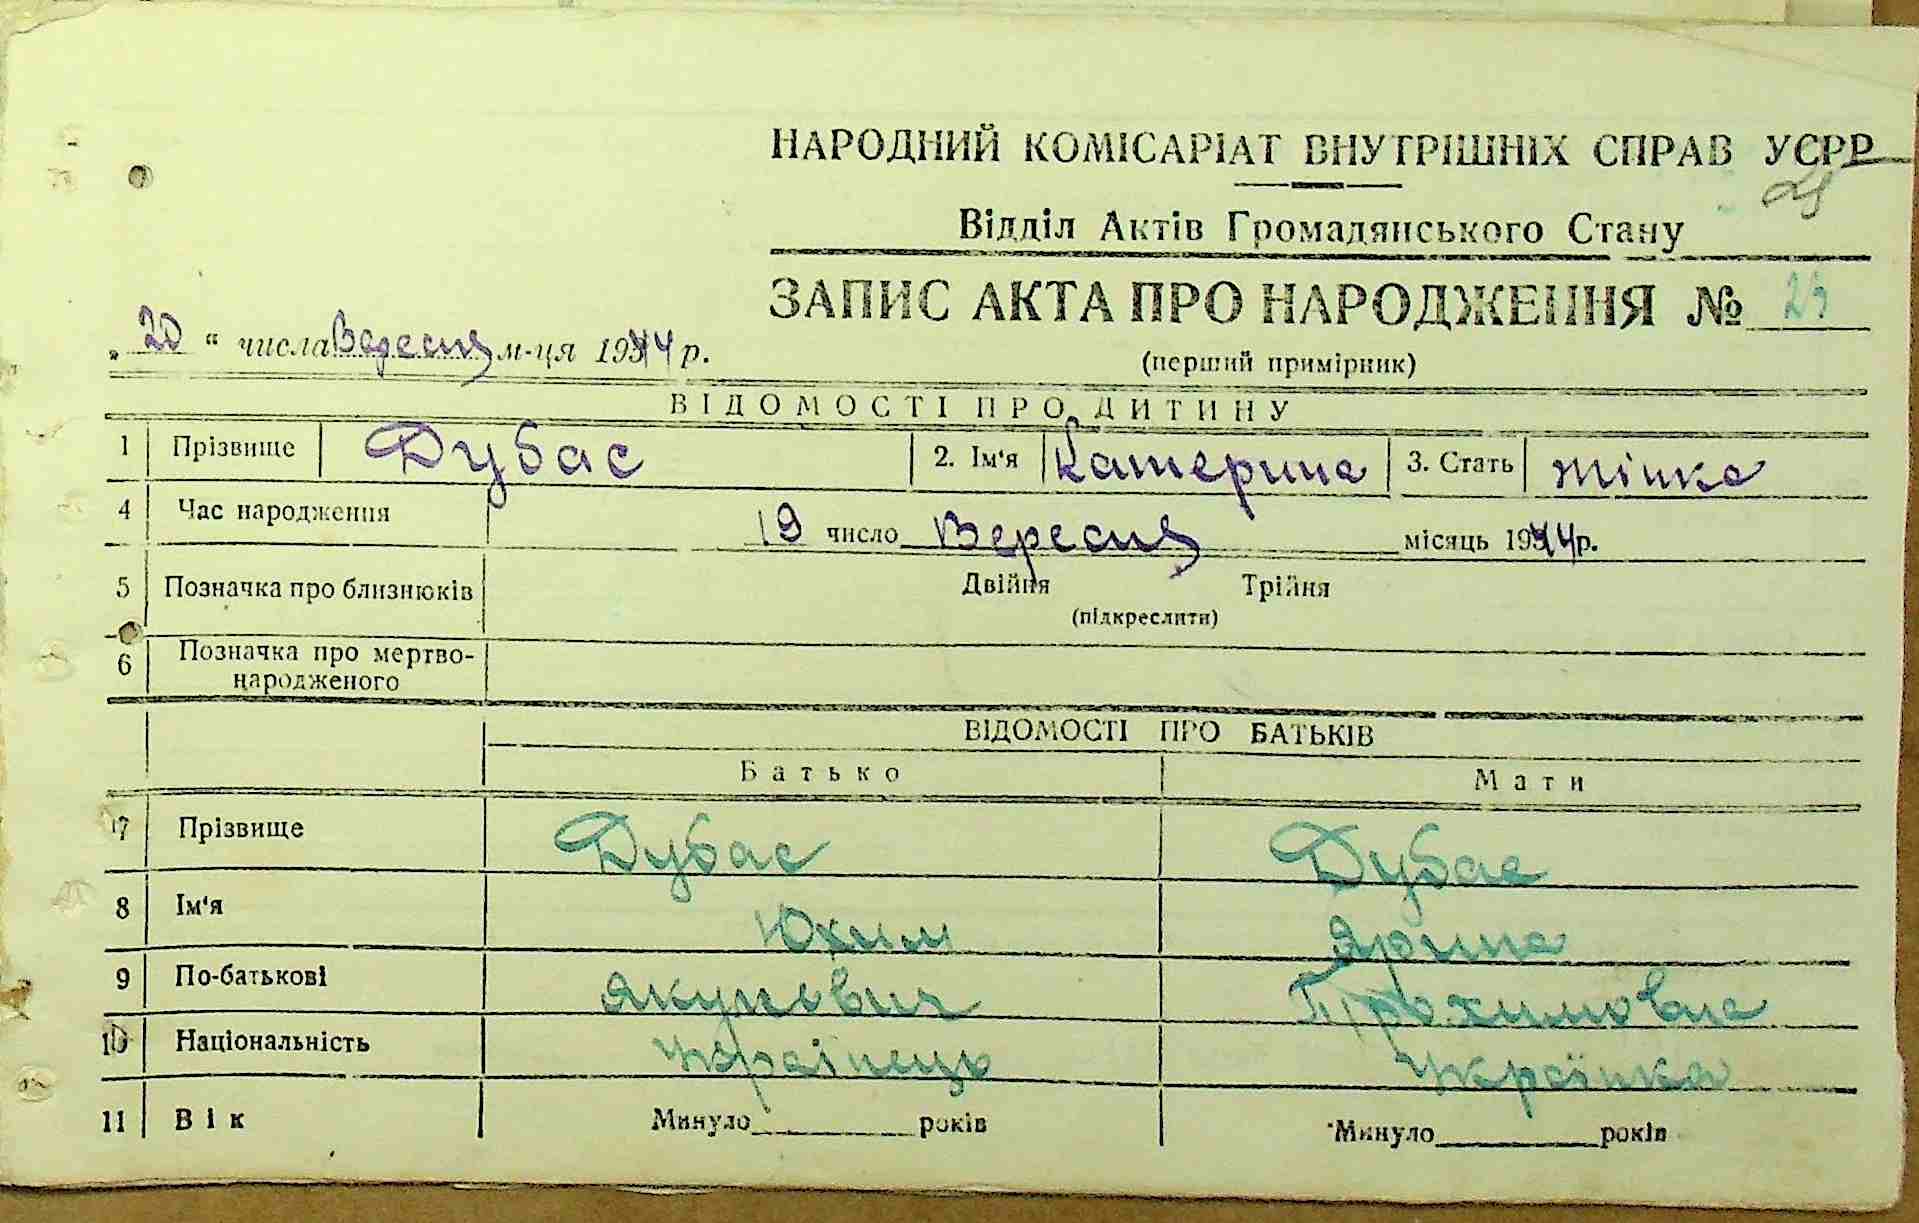 НАРОДНИЙ КОМІСАРІАТ ВНУТРІШНІХ СПРАВ УСРР
Відділ Актів Громадянського Стану
ЗАПИС АКТА ПРО НАРОДЖЕННЯ № 23
„20“ числа Вересня м-ця 1944 р.
(перший примірник)
ВІДОМОСТІ ПРО ДИТИНУ
1 Прізвище Дубас 2. Ім'я Катерина 3. Стать жінка
4 Час народження 19 число Вересня місяць 1944 р.
5 Позначка про близнюків Двійня Трійня
(підкреслити)
6 Позначка про мертво-
народженого
ВІДОМОСТІ ПРО БАТЬКІВ
Батько Мати
7 Прізвище Дубас Дубас
8 Ім'я Юхим Ярина
9 По-батькові Якупович Трохимовна
10 Національність Українець Українка
11 Вік Минуло років Минуло років